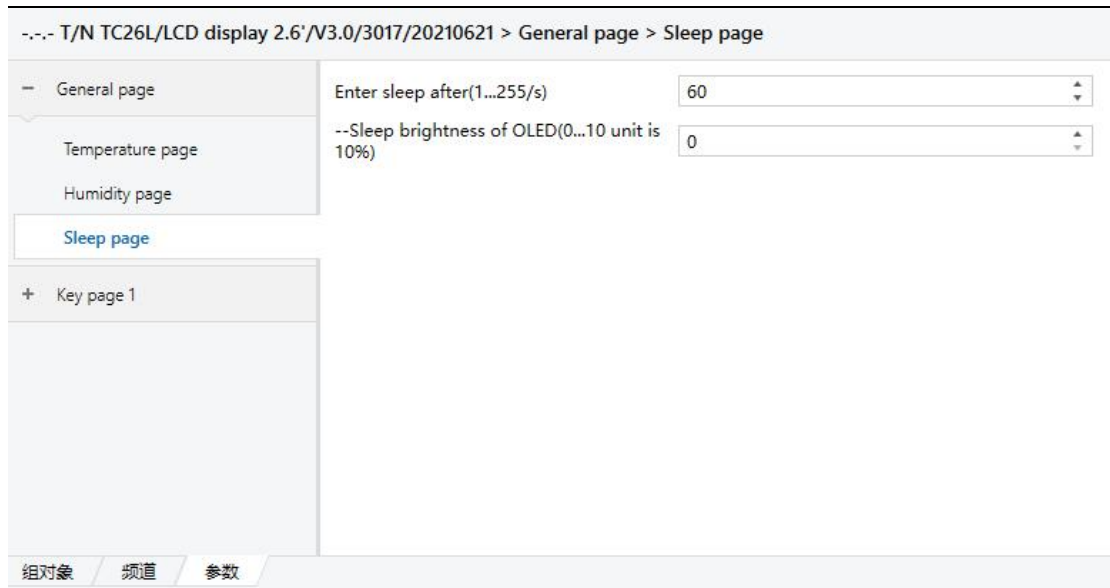 -.-.- T/N TC26L/LCD display 2.6'/V3.0/3017/20210621 > General page > Sleep page
− General page
Temperature page
Humidity page
Sleep page
+ Key page 1
Enter sleep after(1...255/s)
60
--Sleep brightness of OLED(0...10 unit is
10%)
0
组对象
频道
参数